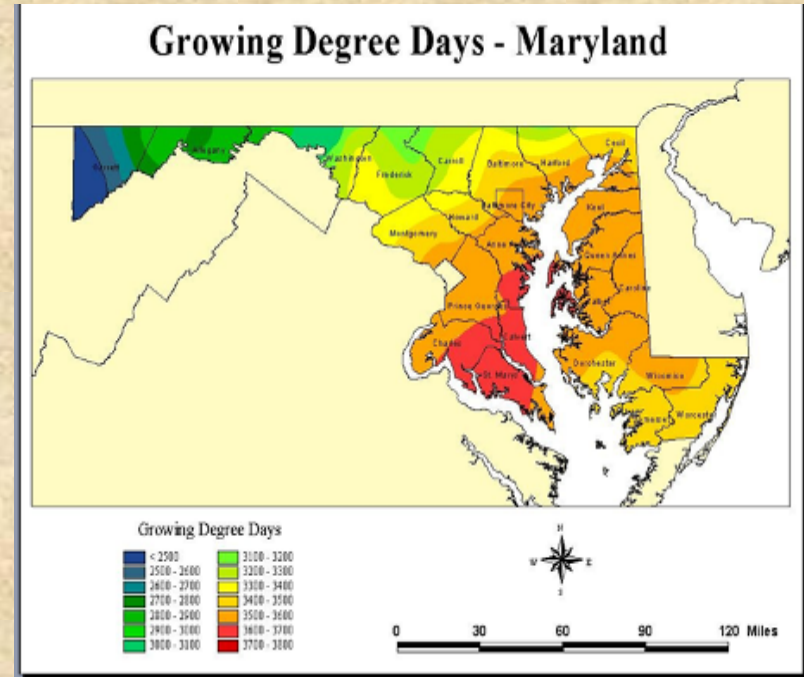 Growing Degree Days - Maryland
Garrett
Allegany
Washington
Frederick
Carroll
Baltimore
Harford
Cecil
Baltimore City
Kent
Howard
Montgomery
Anne
Queen Annes
Caroline
Talbot
Prince Georges
Calvert
Charles
St. Marys
Dorchester
Wicomico
Worcester
Somerset
Growing Degree Days
< 2500
2500 - 2600
2600 - 2700
2700 - 2800
2800 - 2900
2900 - 3000
3000 - 3100
3100 - 3200
3200 - 3300
3300 - 3400
3400 - 3500
3500 - 3600
3600 - 3700
3700 - 3800
N
W E
S
0 30 60 90 120 Miles